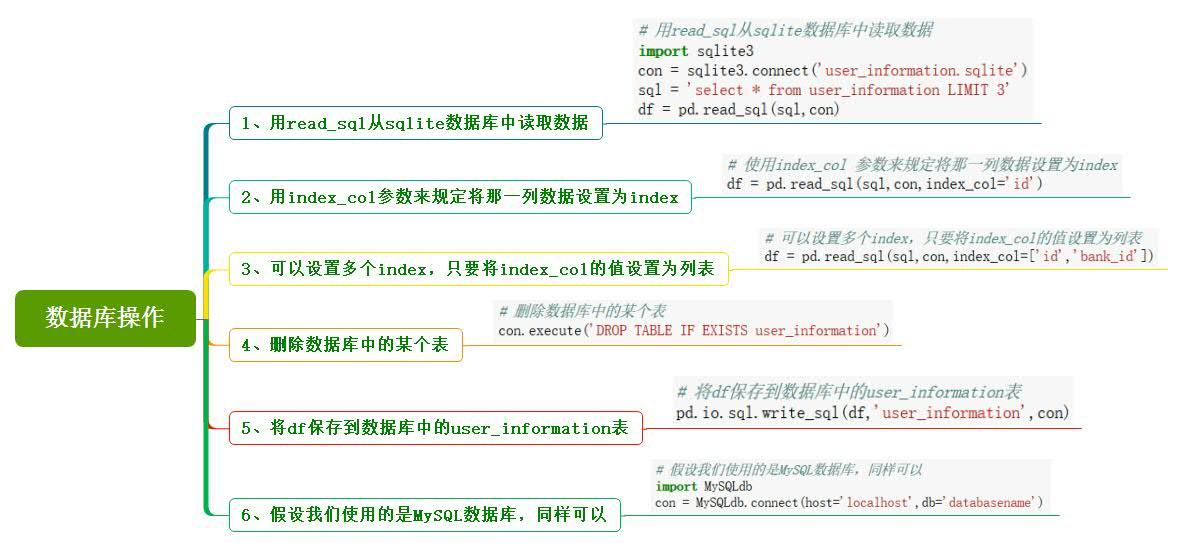 # 用read_sql从sqlite数据库中读取数据
import sqlite3
con = sqlite3.connect('user_information.sqlite')
sql = 'select * from user_information LIMIT 3'
df = pd.read_sql(sql,con)
1、用read_sql从sqlite数据库中读取数据
# 使用index_col 参数来规定将那一列数据设置为index
df = pd.read_sql(sql,con,index_col='id')
2、用index_col参数来规定将那一列数据设置为index
# 可以设置多个index，只要将index_col的值设置为列表
df = pd.read_sql(sql,con,index_col=['id','bank_id'])
3、可以设置多个index，只要将index_col的值设置为列表
数据库操作
# 删除数据库中的某个表
con.execute('DROP TABLE IF EXISTS user_information')
4、删除数据库中的某个表
# 将df保存到数据库中的user_information表
pd.io.sql.write_sql(df,'user_information',con)
5、将df保存到数据库中的user_information表
# 假设我们使用的是MySQL数据库，同样可以
import MySQLdb
con = MySQLdb.connect(host='localhost',db='databasename')
6、假设我们使用的是MySQL数据库，同样可以